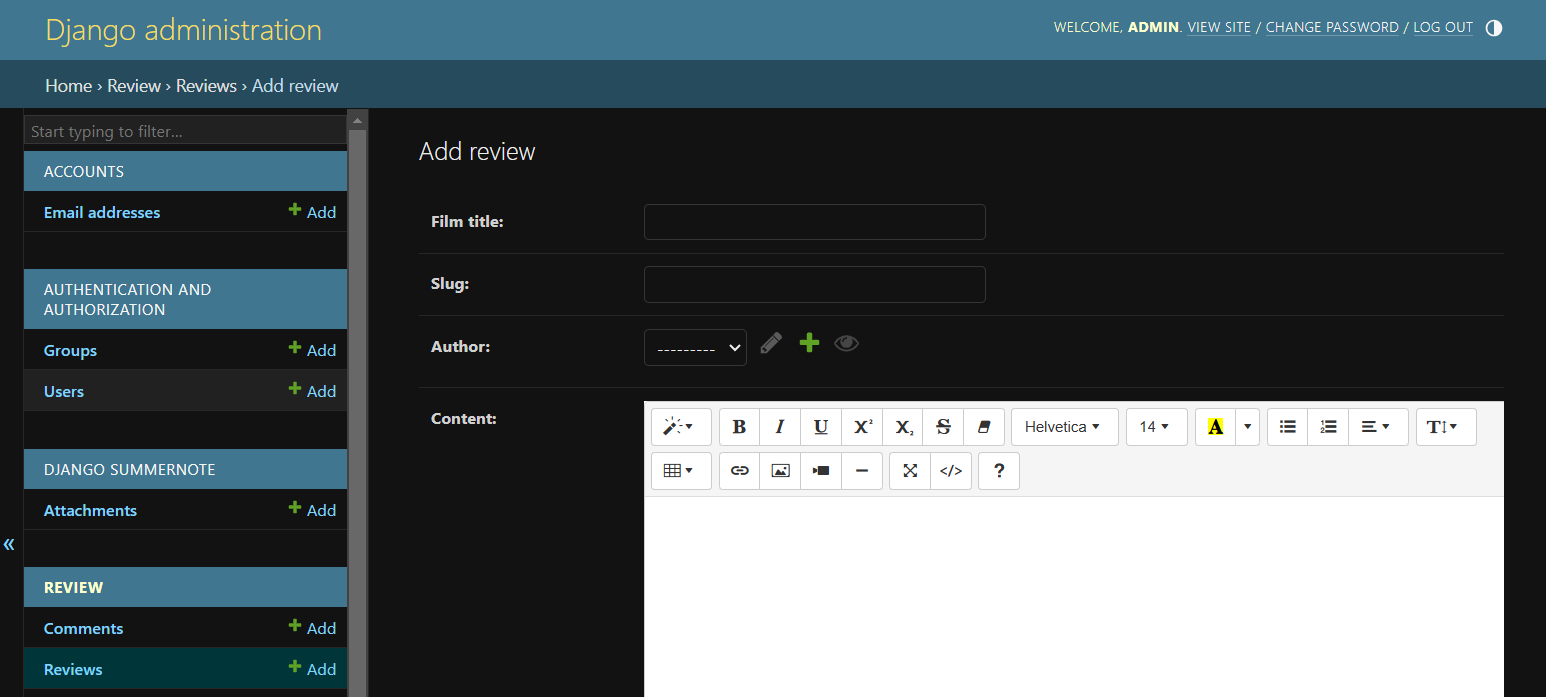 Django administration
WELCOME, ADMIN. VIEW SITE / CHANGE PASSWORD / LOG OUT
Home › Review › Reviews › Add review
Start typing to filter...
ACCOUNTS
Email addresses
Add
AUTHENTICATION AND
AUTHORIZATION
Groups
Add
Users
Add
DJANGO SUMMERNOTE
Attachments
Add
«
REVIEW
Comments
Add
Reviews
Add
Add review
Film title:
Slug:
Author:
---------
Content:
B I U X² X₂ S Helvetica 14 A T
</> ?